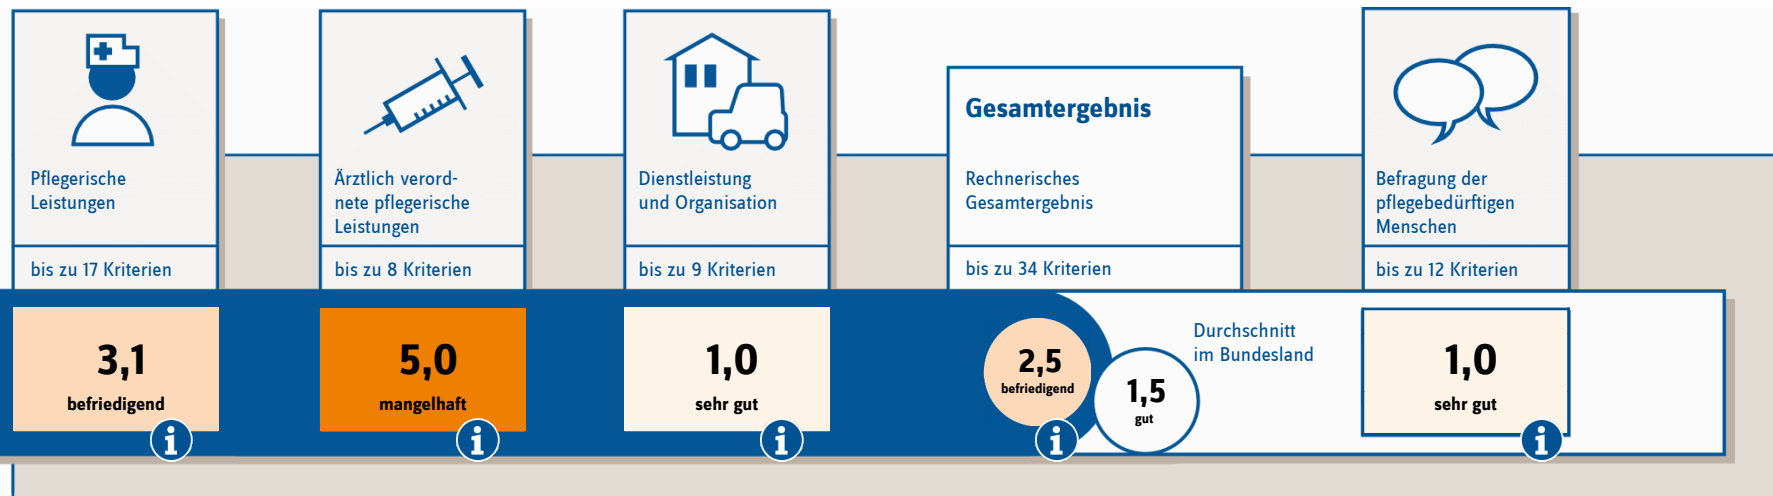 Pflegerische
Leistungen
bis zu 17 Kriterien
3,1
befriedigend
i
Ärztlich verord-
nete pflegerische
Leistungen
bis zu 8 Kriterien
5,0
mangelhaft
i
Dienstleistung
und Organisation
bis zu 9 Kriterien
1,0
sehr gut
i
Gesamtergebnis
Rechnerisches
Gesamtergebnis
bis zu 34 Kriterien
2,5
befriedigend
i
1,5
gut
Durchschnitt
im Bundesland
Befragung der
pflegebedürftigen
Menschen
bis zu 12 Kriterien
1,0
sehr gut
i